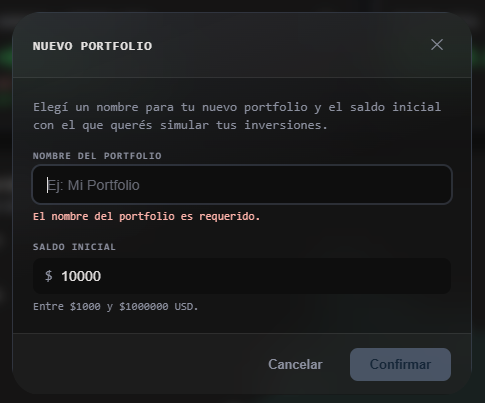 NUEVO PORTFOLIO
Elegí un nombre para tu nuevo portfolio y el saldo inicial
con el que querés simular tus inversiones.
NOMBRE DEL PORTFOLIO
Ej: Mi Portfolio
El nombre del portfolio es requerido.
SALDO INICIAL
$ 10000
Entre $1000 y $1000000 USD.
Cancelar Confirmar